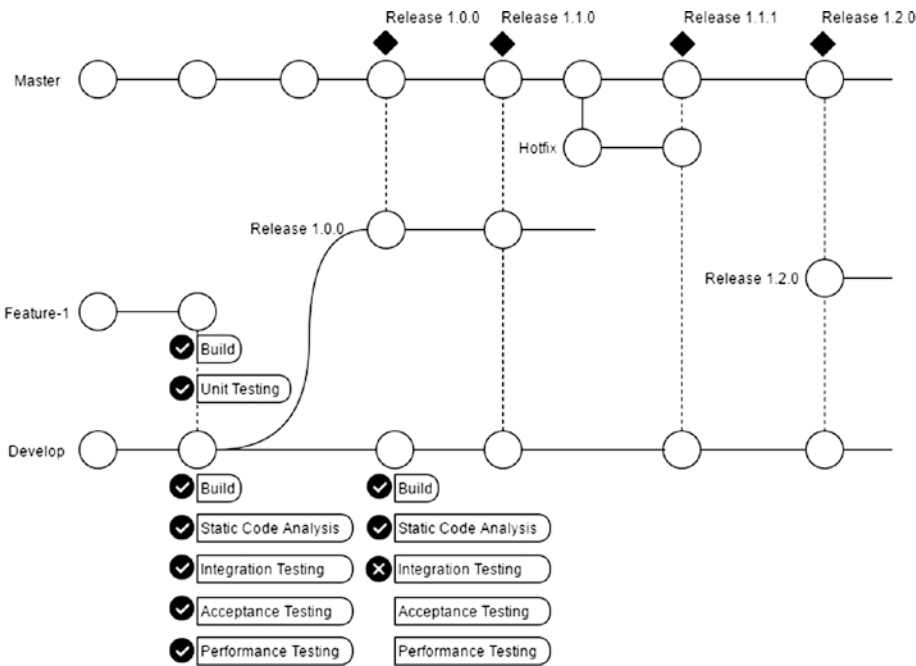 Release 1.0.0 Release 1.1.0 Release 1.1.1 Release 1.2.0
Master
Hotfix
Release 1.0.0
Release 1.2.0
Feature-1
Build
Unit Testing
Develop
Build Build
Static Code Analysis Static Code Analysis
Integration Testing Integration Testing
Acceptance Testing Acceptance Testing
Performance Testing Performance Testing